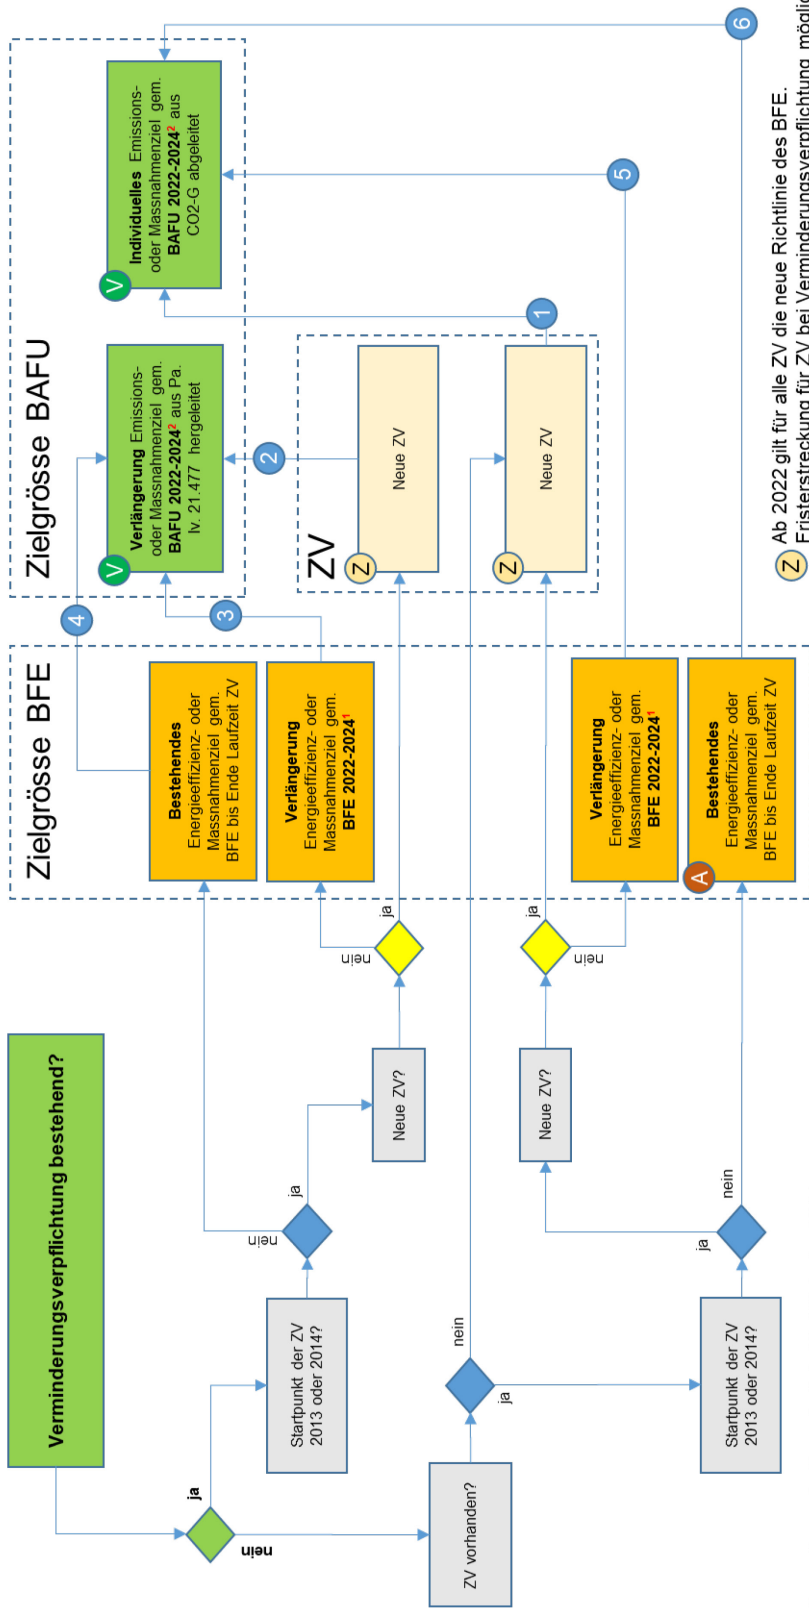 Verminderungsverpflichtung bestehend?
ja
nein
Startpunkt der ZV
2013 oder 2014?
nein
ja
Neue ZV?
nein
ja
ZV vorhanden?
nein
ja
Startpunkt der ZV
2013 oder 2014?
ja
nein
Neue ZV?
ja
nein
Zielgrösse BFE
Bestehendes
Energieeffizienz- oder
Massnahmenziel gem.
BFE bis Ende Laufzeit ZV
Verlängerung
Energieeffizienz- oder
Massnahmenziel gem.
BFE 2022-2024¹
Verlängerung
Energieeffizienz- oder
Massnahmenziel gem.
BFE 2022-2024¹
A
Bestehendes
Energieeffizienz- oder
Massnahmenziel gem.
BFE bis Ende Laufzeit ZV
4
3
Zielgrösse BAFU
V
Verlängerung Emissions-
oder Massnahmenziel gem.
BAFU 2022-2024² aus Pa.
Iv. 21.477 hergeleitet
V
Individuelles Emissions-
oder Massnahmenziel gem.
BAFU 2022-2024² aus
CO2-G abgeleitet
2
ZV
Z
Neue ZV
Z
Neue ZV
1
5
6
Z
Ab 2022 gilt für alle ZV die neue Richtlinie des BFE.
Fristerstreckung für ZV bei Verminderungsverpflichtung